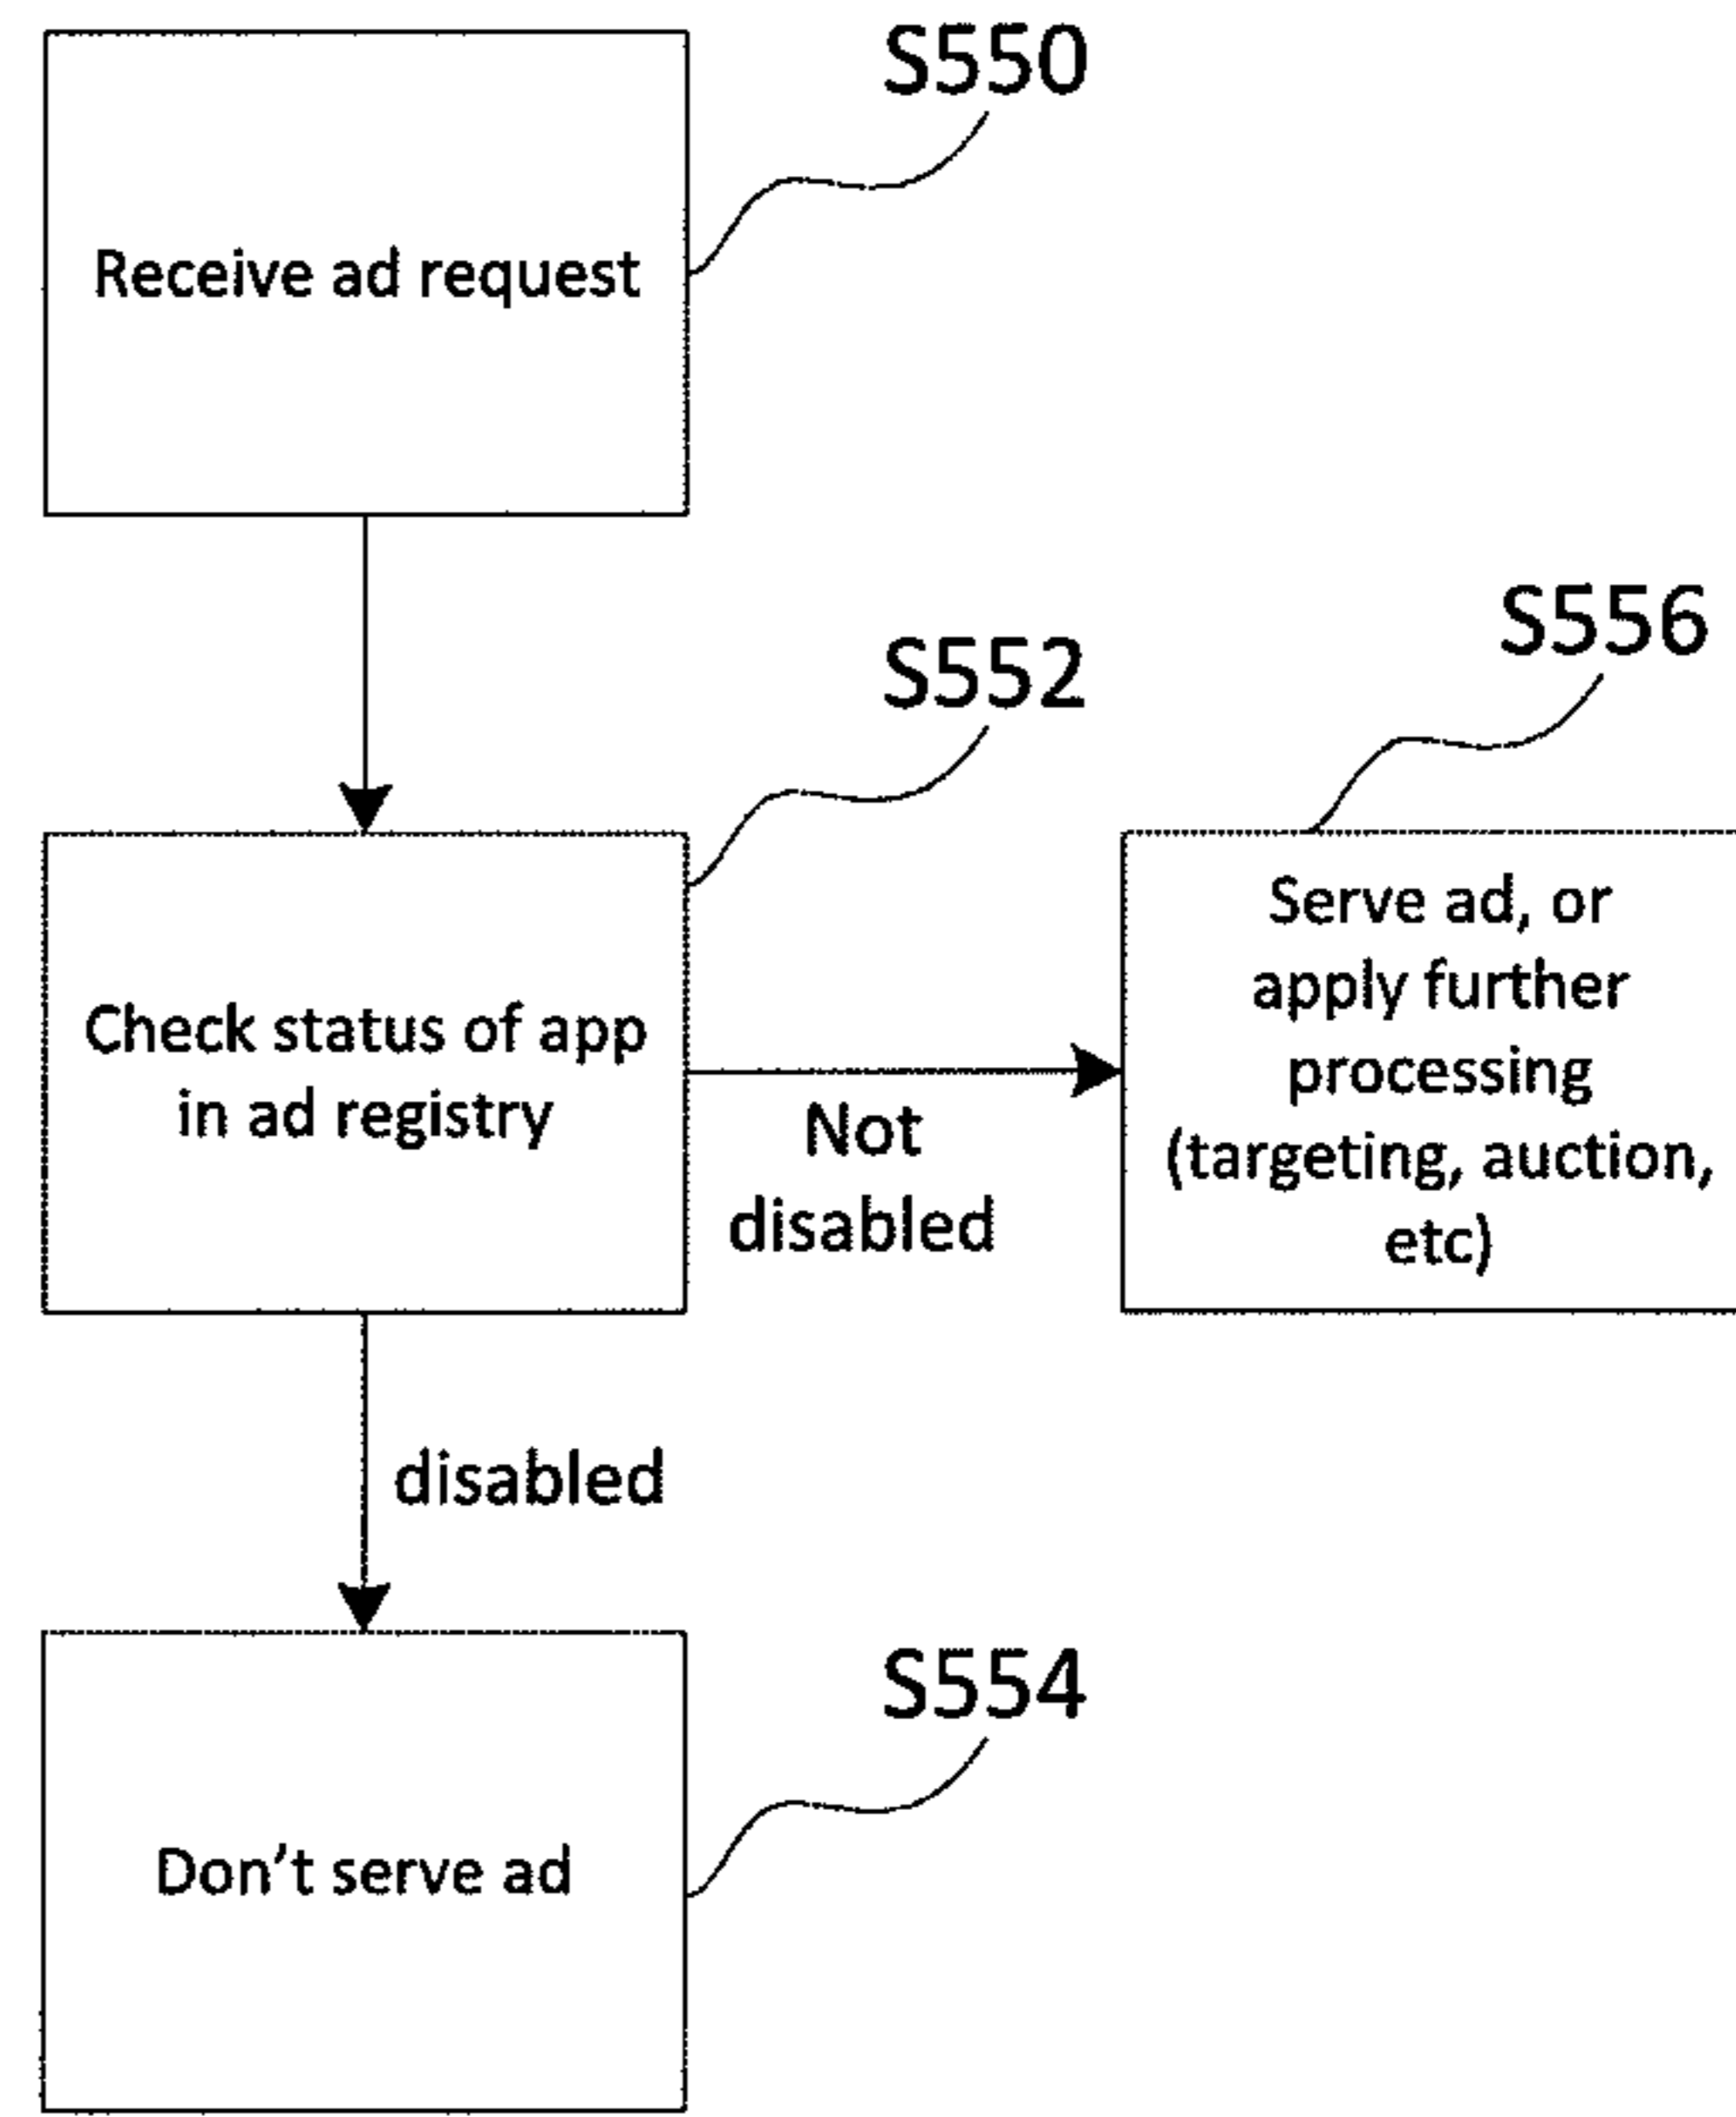 S550
Receive ad request
S552
S556
Check status of app
in ad registry
Not
disabled
Serve ad, or
apply further
processing
(targeting, auction,
etc)
disabled
S554
Don't serve ad